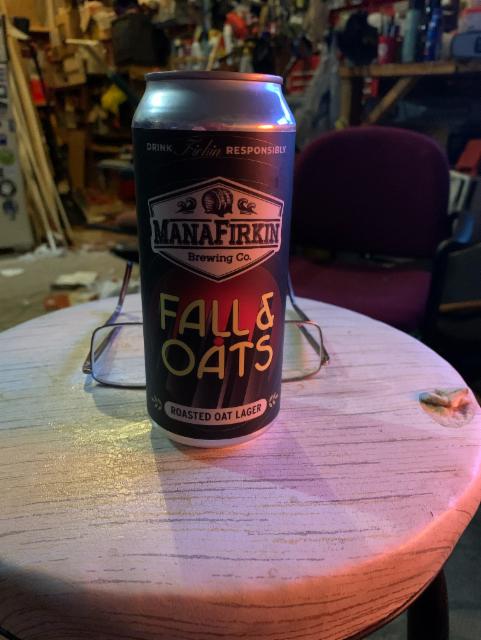 DRINK Firkin RESPONSIBLY
MANAFIRKIN
Brewing Co.
FALL &
OATS
ROASTED OAT LAGER